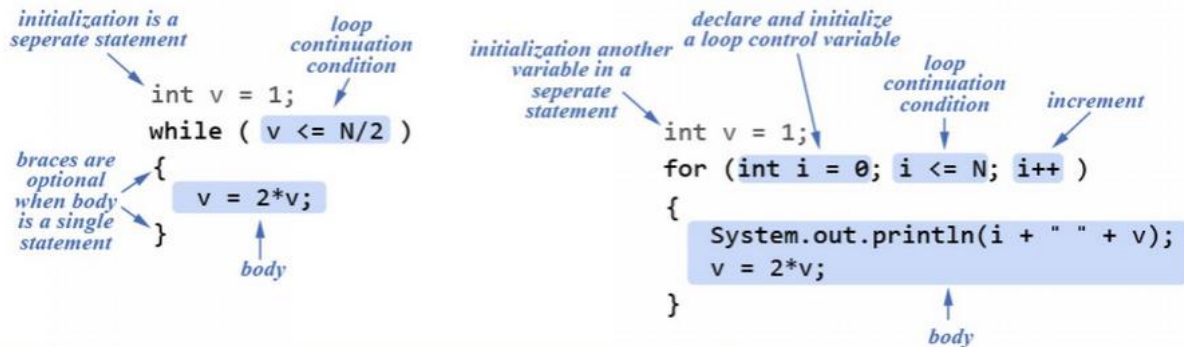 initialization is a
seperate statement
loop
continuation
condition
int v = 1;
while ( v <= N/2 )
{
v = 2*v;
}
braces are
optional
when body
is a single
statement
body
declare and initialize
a loop control variable
initialization another
variable in a
seperate
statement
loop
continuation
condition
increment
int v = 1;
for (int i = 0; i <= N; i++ )
{
System.out.println(i + " " + v);
v = 2*v;
}
body